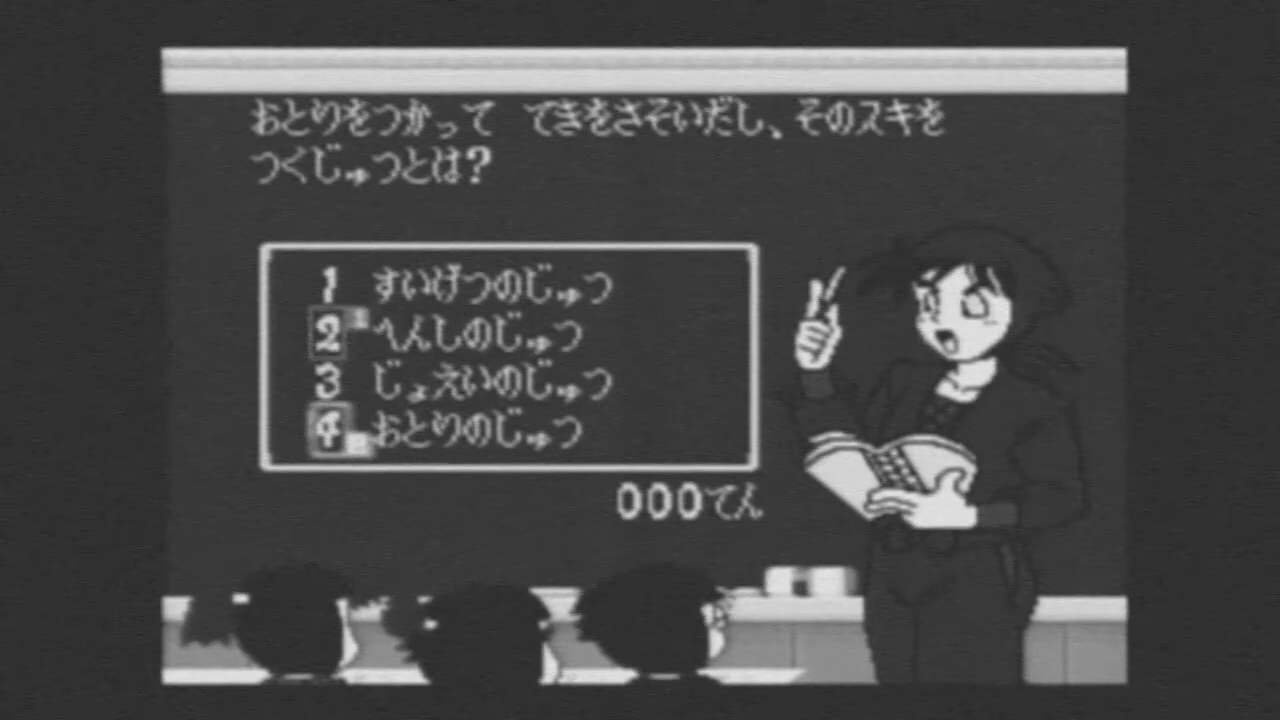 おとりをつかって　てきをさそいだし、そのスキを
つくじゅつとは?
1 すいげつのじゅつ
2 へんしのじゅつ
3 じょえいのじゅつ
4 おとりのじゅつ
000てん